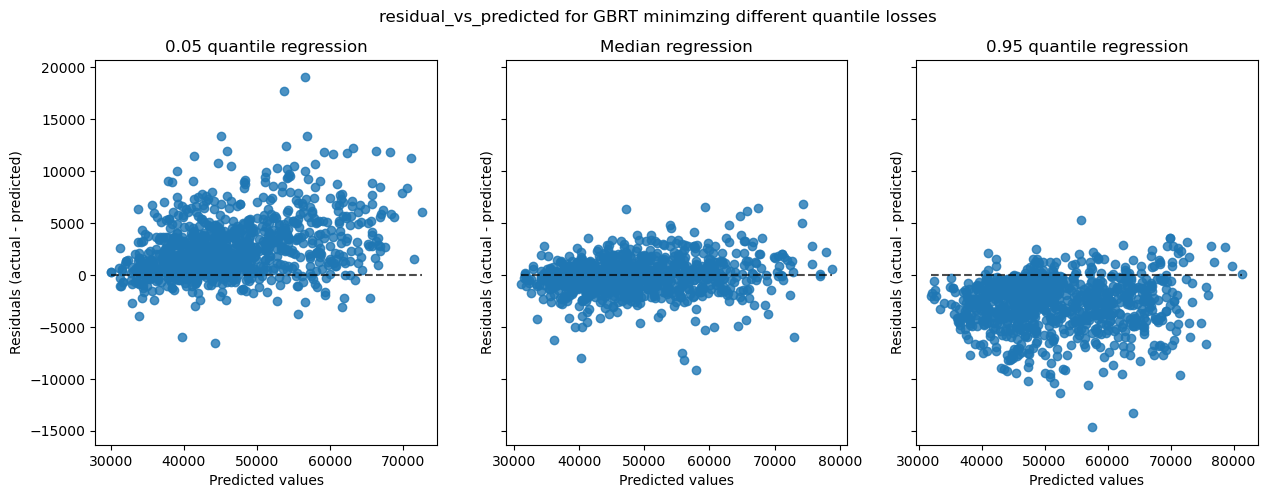 residual_vs_predicted for GBRT minimzing different quantile losses
0.05 quantile regression
20000
15000
10000
5000
0
−5000
−10000
−15000
Residuals (actual - predicted)
30000 40000 50000 60000 70000
Predicted values
Median regression
Residuals (actual - predicted)
30000 40000 50000 60000 70000 80000
Predicted values
0.95 quantile regression
Residuals (actual - predicted)
30000 40000 50000 60000 70000 80000
Predicted values